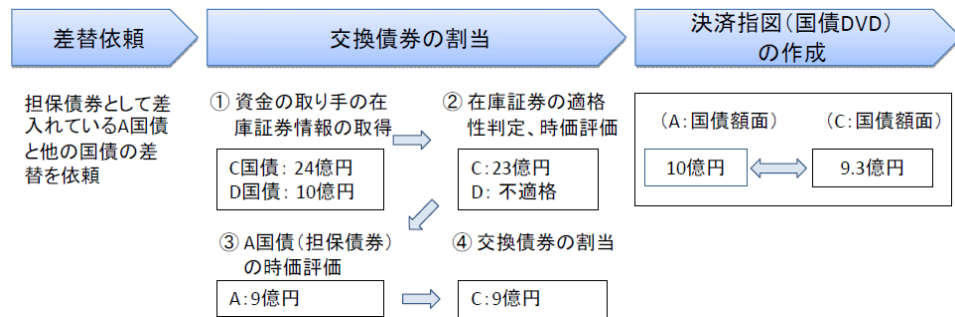 差替依頼
交換債券の割当
決済指図(国債DVD)
の作成
担保債券として差
入れているA国債
と他の国債の差
替を依頼
① 資金の取り手の在
庫証券情報の取得
C国債: 24億円
D国債: 10億円
② 在庫証券の適格
性判定、時価評価
C:23億円
D: 不適格
③ A国債(担保債券)
の時価評価
A:9億円
④ 交換債券の割当
C:9億円
(A:国債額面)
(C:国債額面)
10億円
9.3億円